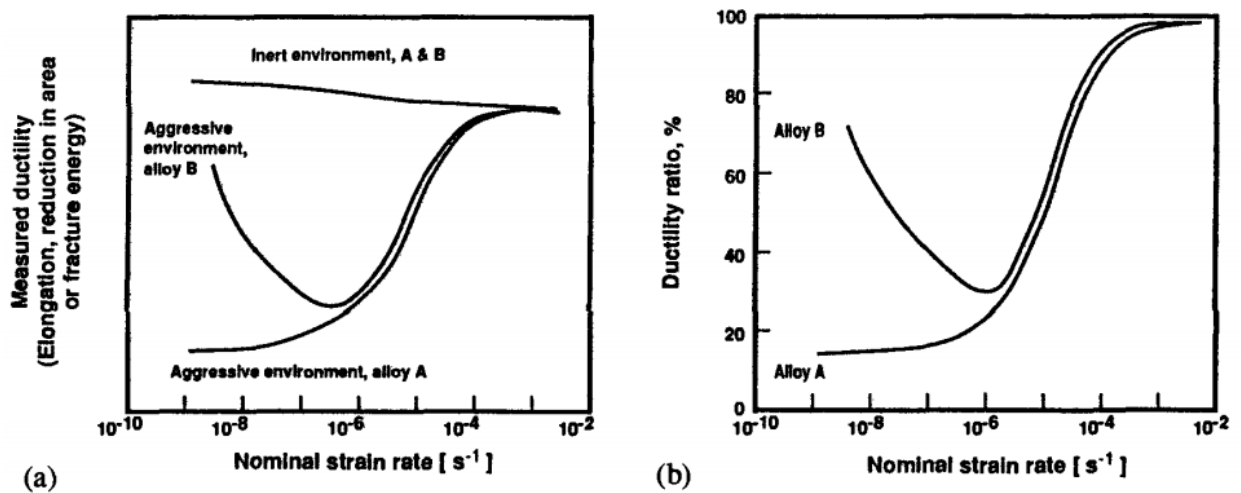 Measured ductility
(Elongation, reduction in area
or fracture energy)
Inert environment, A & B
Aggressive
environment,
alloy B
Aggressive environment, alloy A
10-10
10-8
10-6
10-4
10-2
Nominal strain rate [ s-1 ]
(a)
Ductility ratio, %
100
80
60
40
20
0
Alloy B
Alloy A
10-10
10-8
10-6
10-4
10-2
Nominal strain rate [ s-1 ]
(b)